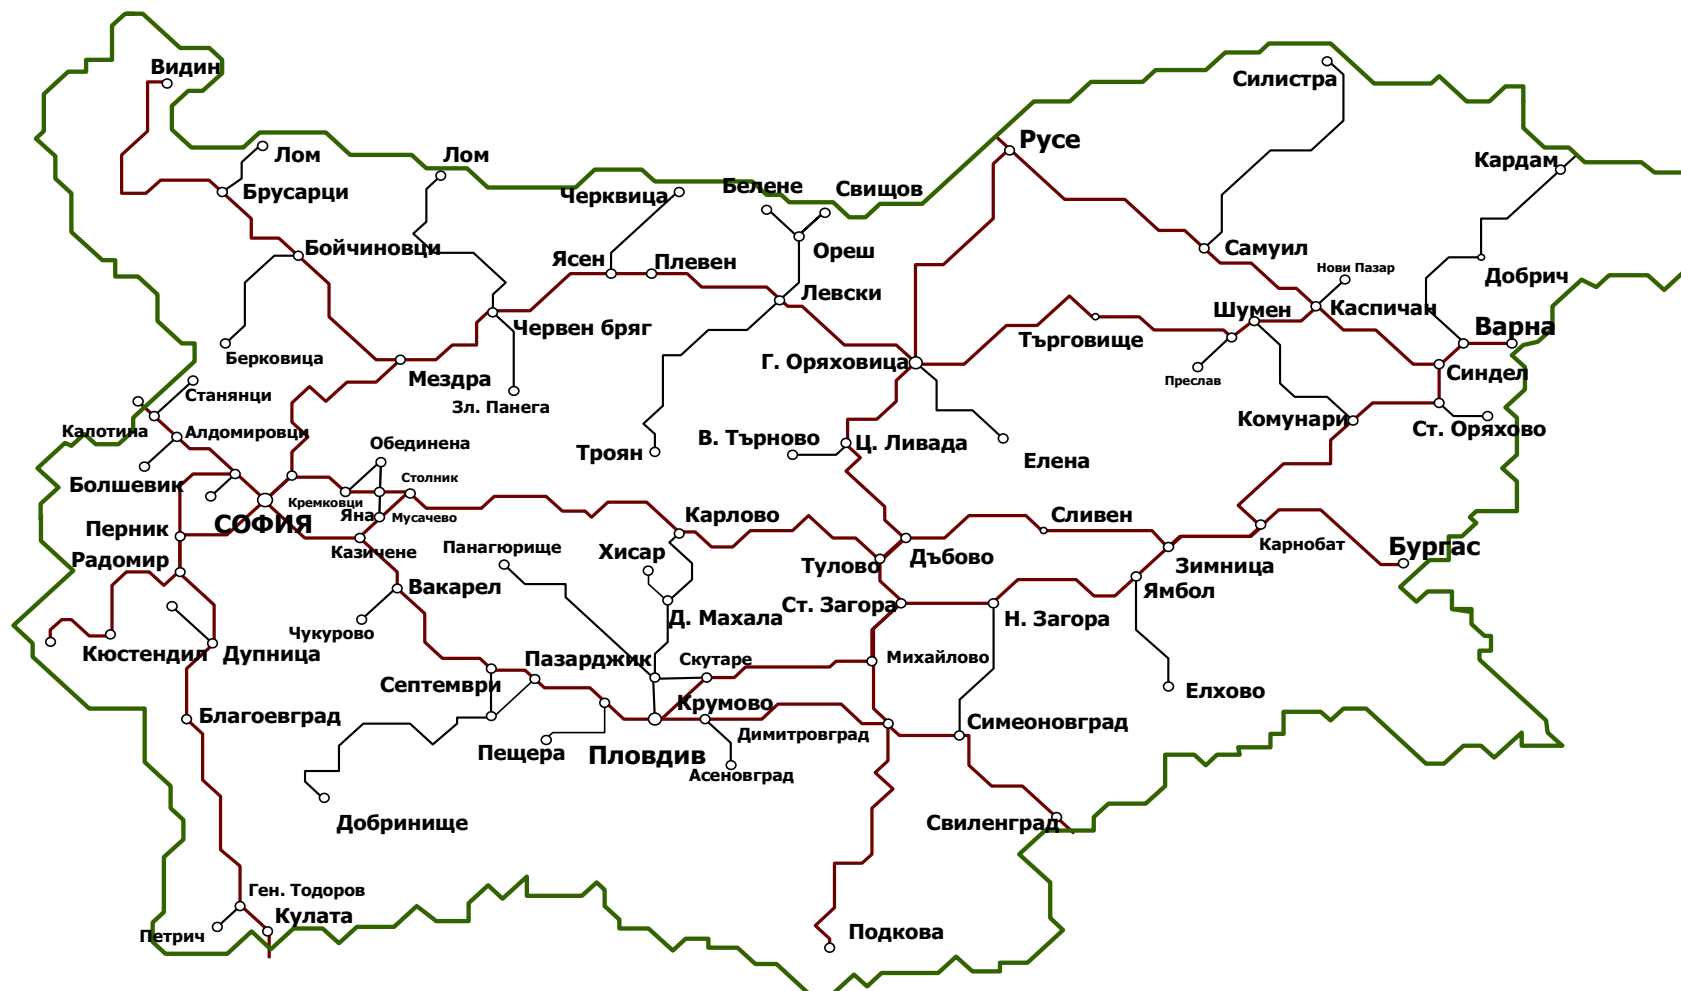 Видин
Силистра
Русе
Лом
Лом
Кардам
Брусарци
Черквица
Белене
Свищов
Бойчиновци
Ореш
Самуил
Ясен
Плевен
Нови Пазар
Добрич
Левски
Шумен
Каспичан
Червен бряг
Търговище
Варна
Берковица
Мездра
Г. Оряховица
Преслав
Синдел
Станянци
Зл. Панега
Комунари
Ст. Оряхово
Калотина
Алдомировци
Обединена
В. Търново
Ц. Ливада
Троян
Елена
Болшевик
Столник
Кремковци
Яна
Мусачево
СОФИЯ
Карлово
Сливен
Перник
Казичене
Панагюрище
Хисар
Дъбово
Карнобат
Бургас
Радомир
Тулово
Зимница
Вакарел
Ямбол
Ст. Загора
Д. Махала
Н. Загора
Чукурово
Кюстендил
Дупница
Пазарджик
Скутаре
Михайлово
Септември
Елхово
Крумово
Благоевград
Симеоновград
Димитровград
Пещера
Пловдив
Асеновград
Добринище
Свиленград
Ген. Тодоров
Кулата
Петрич
Подкова